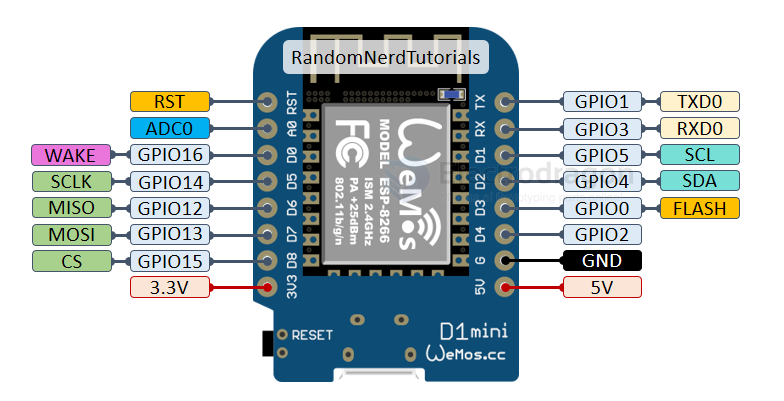 RandomNerdTutorials
RST RST TX GPIO1 TXD0
ADC0 A0 RX GPIO3 RXD0
WAKE GPIO16 D0 D1 GPIO5 SCL
SCLK GPIO14 D5 D2 GPIO4 SDA
MISO GPIO12 D6 D3 GPIO0 FLASH
MOSI GPIO13 D7 D4 GPIO2
CS GPIO15 D8 G GND
3.3V 3V3 5V 5V
WeMos
FC
MODEL ESP-8266
ISM 2.4GHz
PA +25dBm
802.11b/g/n
RESET
D1mini
WeMos.cc